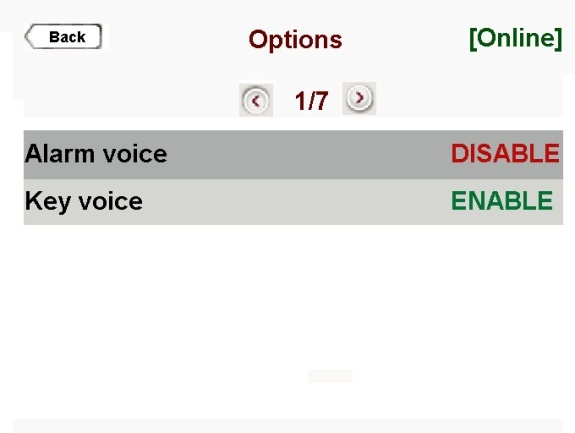 Back Options [Online]
1/7
Alarm voice DISABLE
Key voice ENABLE